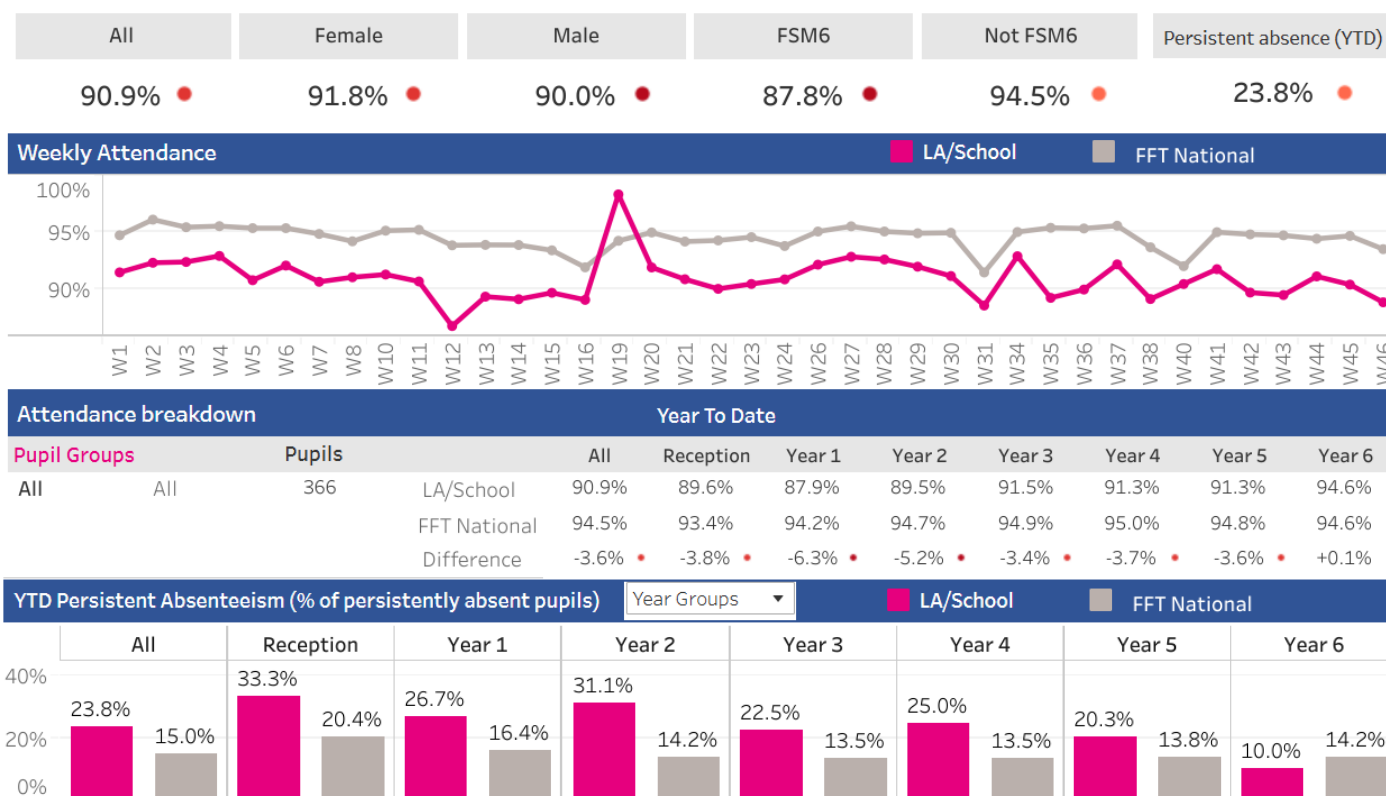 All Female Male FSM6 Not FSM6 Persistent absence (YTD)
90.9% 91.8% 90.0% 87.8% 94.5% 23.8%
Weekly Attendance LA/School FFT National
100%
95%
90%
W1 W2 W3 W4 W5 W6 W7 W8 W10 W11 W12 W13 W14 W15 W16 W19 W20 W21 W22 W23 W24 W26 W27 W28 W29 W30 W31 W34 W35 W36 W37 W38 W40 W41 W42 W43 W44 W45 W46
Attendance breakdown Year To Date
Pupil Groups Pupils All Reception Year 1 Year 2 Year 3 Year 4 Year 5 Year 6
All All 366 LA/School 90.9% 89.6% 87.9% 89.5% 91.5% 91.3% 91.3% 94.6%
FFT National 94.5% 93.4% 94.2% 94.7% 94.9% 95.0% 94.8% 94.6%
Difference -3.6% -3.8% -6.3% -5.2% -3.4% -3.7% -3.6% +0.1%
YTD Persistent Absenteeism (% of persistently absent pupils) Year Groups LA/School FFT National
All Reception Year 1 Year 2 Year 3 Year 4 Year 5 Year 6
40%
20%
0%
23.8% 15.0% 33.3% 20.4% 26.7% 16.4% 31.1% 14.2% 22.5% 13.5% 25.0% 13.5% 20.3% 13.8% 10.0% 14.2%